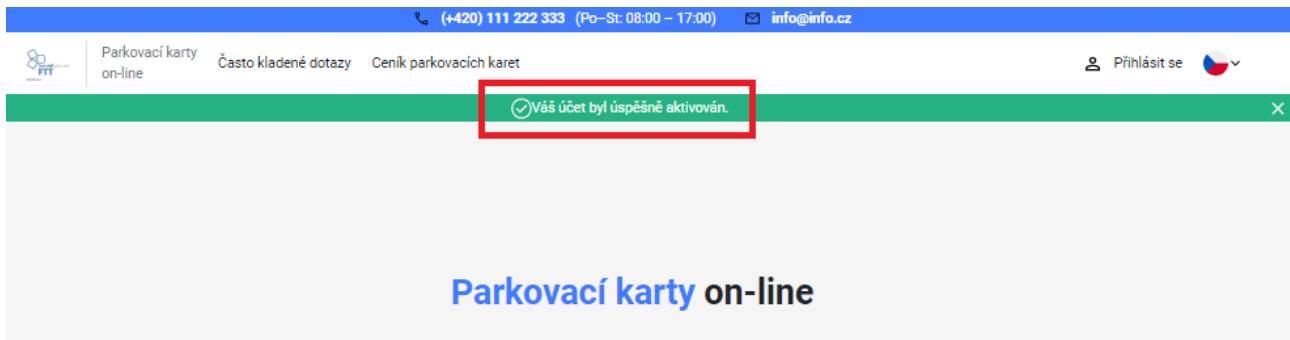 (+420) 111 222 333 (Po–St: 08:00 – 17:00) info@info.cz
Parkovací karty
on-line
Často kladené dotazy Ceník parkovacích karet
Přihlásit se
FTT
Váš účet byl úspěšně aktivován.
Parkovací karty on-line